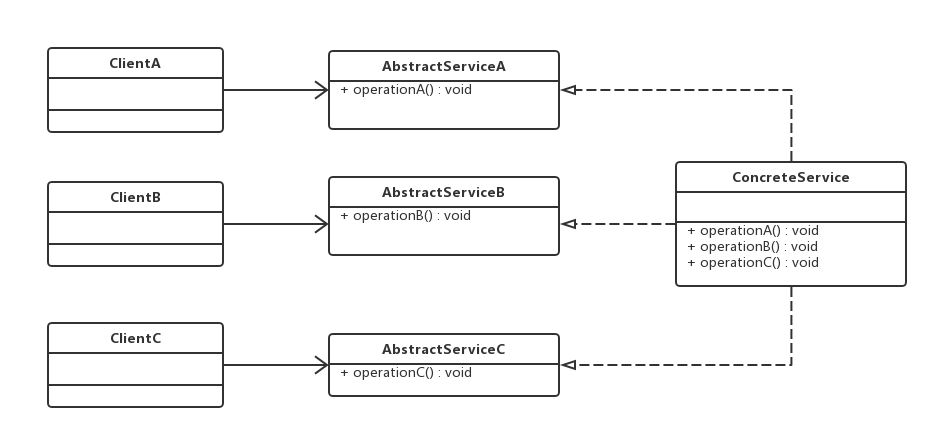 ClientA
AbstractServiceA
+ operationA() : void
ClientB
AbstractServiceB
+ operationB() : void
ConcreteService
+ operationA() : void
+ operationB() : void
+ operationC() : void
ClientC
AbstractServiceC
+ operationC() : void